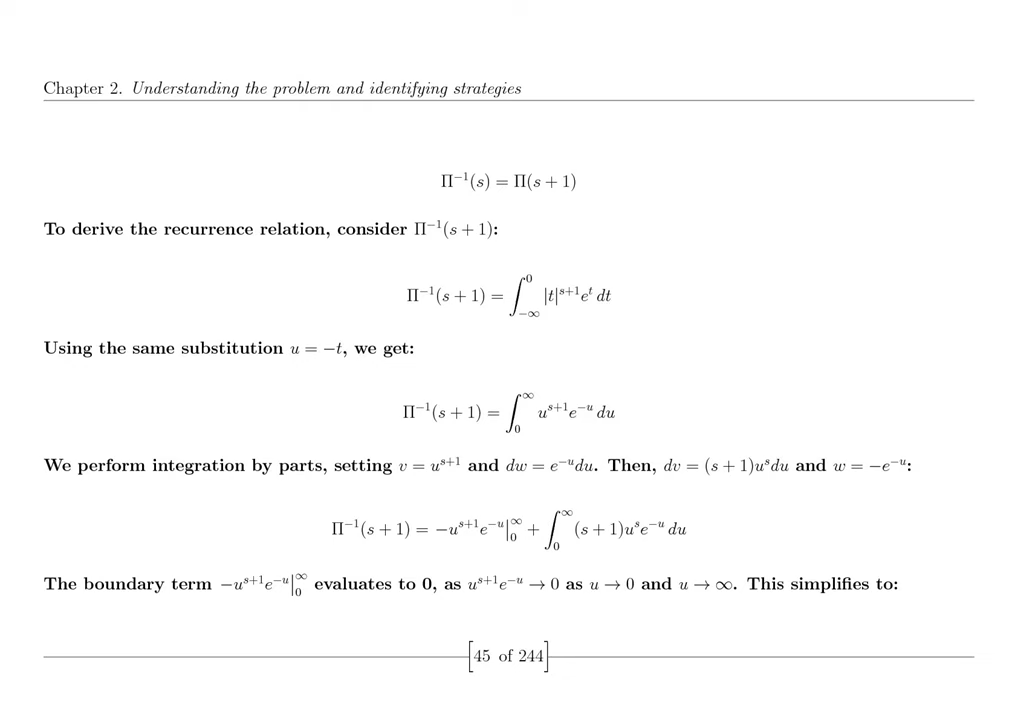 Chapter 2. Understanding the problem and identifying strategies
Π⁻¹(s) = Π(s + 1)
To derive the recurrence relation, consider Π⁻¹(s + 1):
Π⁻¹(s + 1) = ∫_{−∞}^{0} |t|^{s+1} e^{t} dt
Using the same substitution u = −t, we get:
Π⁻¹(s + 1) = ∫_{0}^{∞} u^{s+1} e^{−u} du
We perform integration by parts, setting v = u^{s+1} and dw = e^{−u}du. Then, dv = (s + 1)u^{s}du and w = −e^{−u}:
Π⁻¹(s + 1) = −u^{s+1}e^{−u}|_{0}^{∞} + ∫_{0}^{∞} (s + 1)u^{s}e^{−u} du
The boundary term −u^{s+1}e^{−u}|_{0}^{∞} evaluates to 0, as u^{s+1}e^{−u} → 0 as u → 0 and u → ∞. This simplifies to:
[45 of 244]